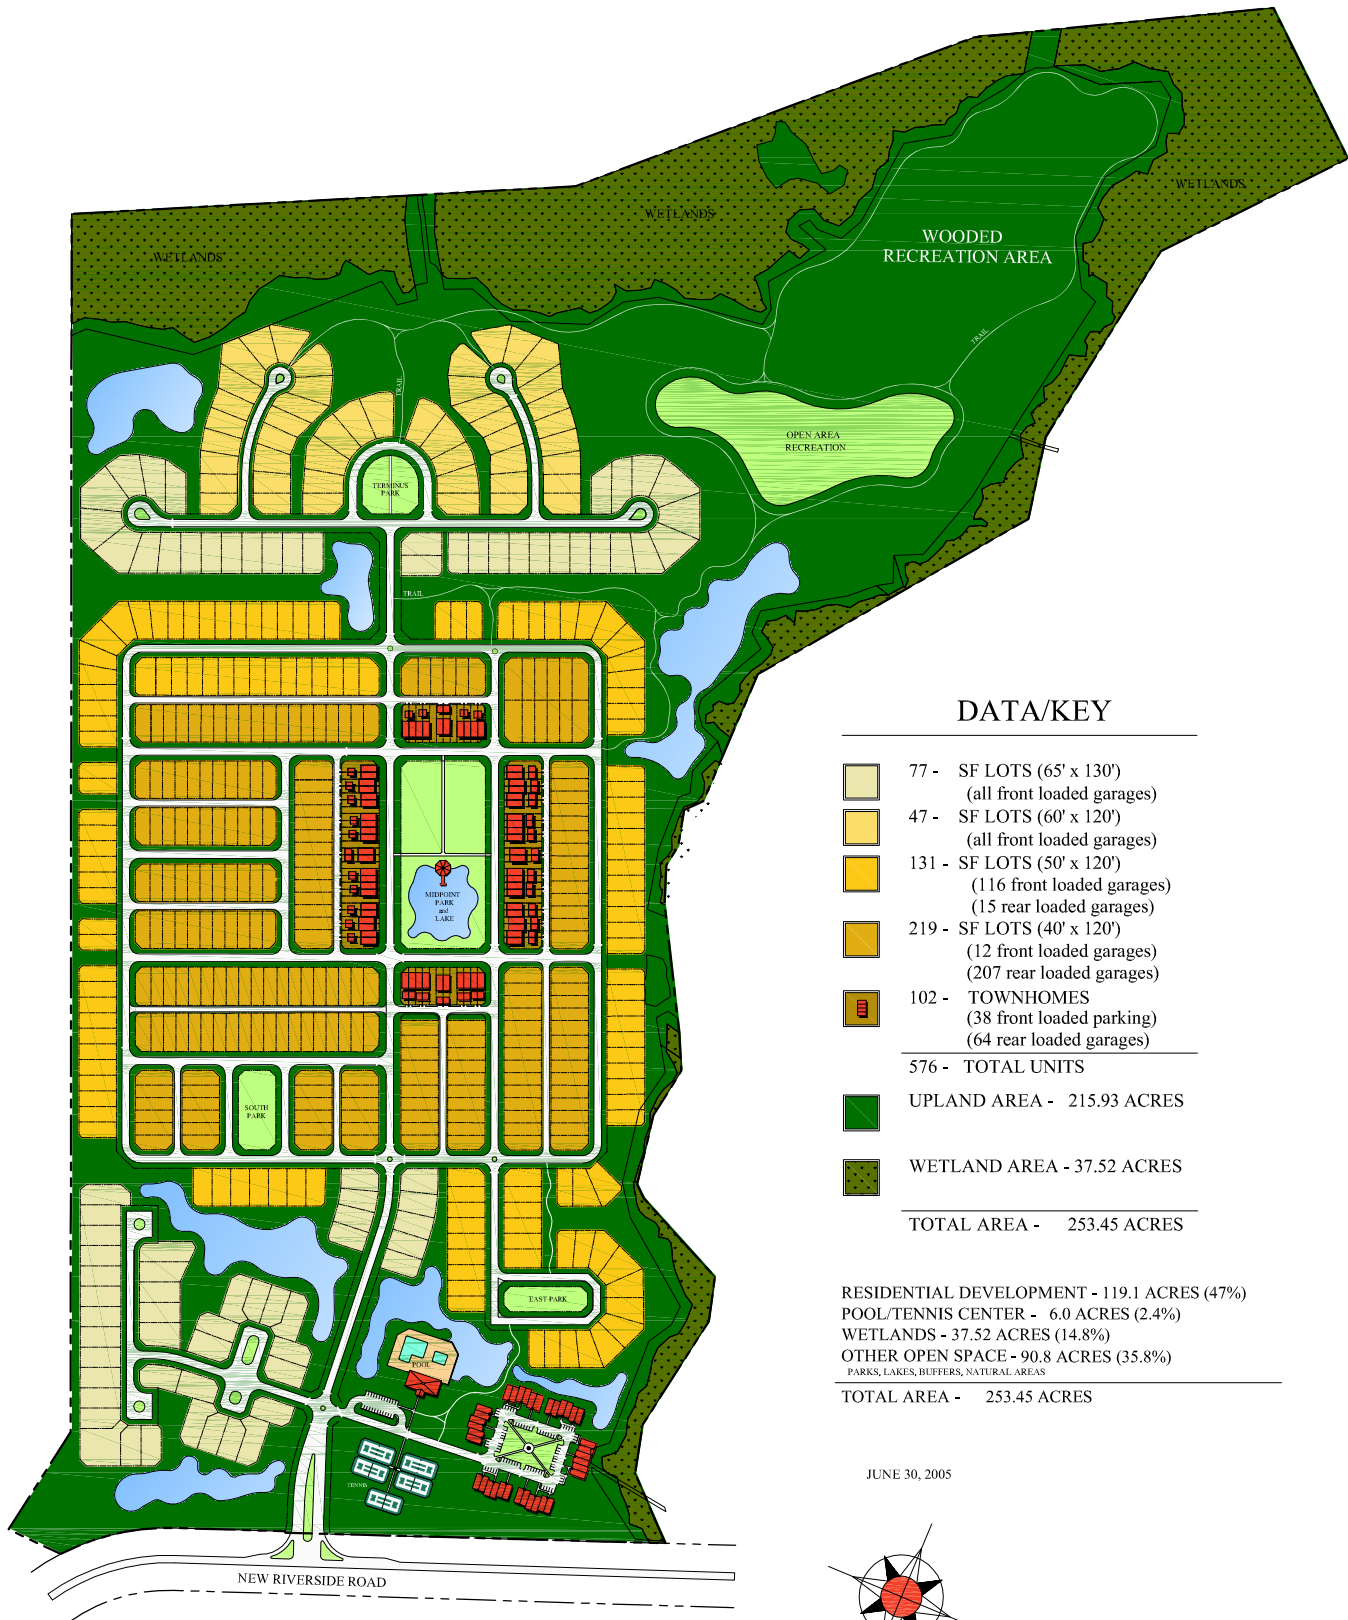 WETLANDS
WETLANDS
WETLANDS
WOODED
RECREATION AREA
TRAIL
TRAIL
OPEN AREA
RECREATION
TERMINUS
PARK
TRAIL
MIDPOINT
PARK
and
LAKE
SOUTH
PARK
EAST PARK
POOL
TENNIS
NEW RIVERSIDE ROAD
DATA/KEY
77 - SF LOTS (65' x 130')
(all front loaded garages)
47 - SF LOTS (60' x 120')
(all front loaded garages)
131 - SF LOTS (50' x 120')
(116 front loaded garages)
(15 rear loaded garages)
219 - SF LOTS (40' x 120')
(12 front loaded garages)
(207 rear loaded garages)
102 - TOWNHOMES
(38 front loaded parking)
(64 rear loaded garages)
576 - TOTAL UNITS
UPLAND AREA - 215.93 ACRES
WETLAND AREA - 37.52 ACRES
TOTAL AREA - 253.45 ACRES
RESIDENTIAL DEVELOPMENT - 119.1 ACRES (47%)
POOL/TENNIS CENTER - 6.0 ACRES (2.4%)
WETLANDS - 37.52 ACRES (14.8%)
OTHER OPEN SPACE - 90.8 ACRES (35.8%)
PARKS, LAKES, BUFFERS, NATURAL AREAS
TOTAL AREA - 253.45 ACRES
JUNE 30, 2005